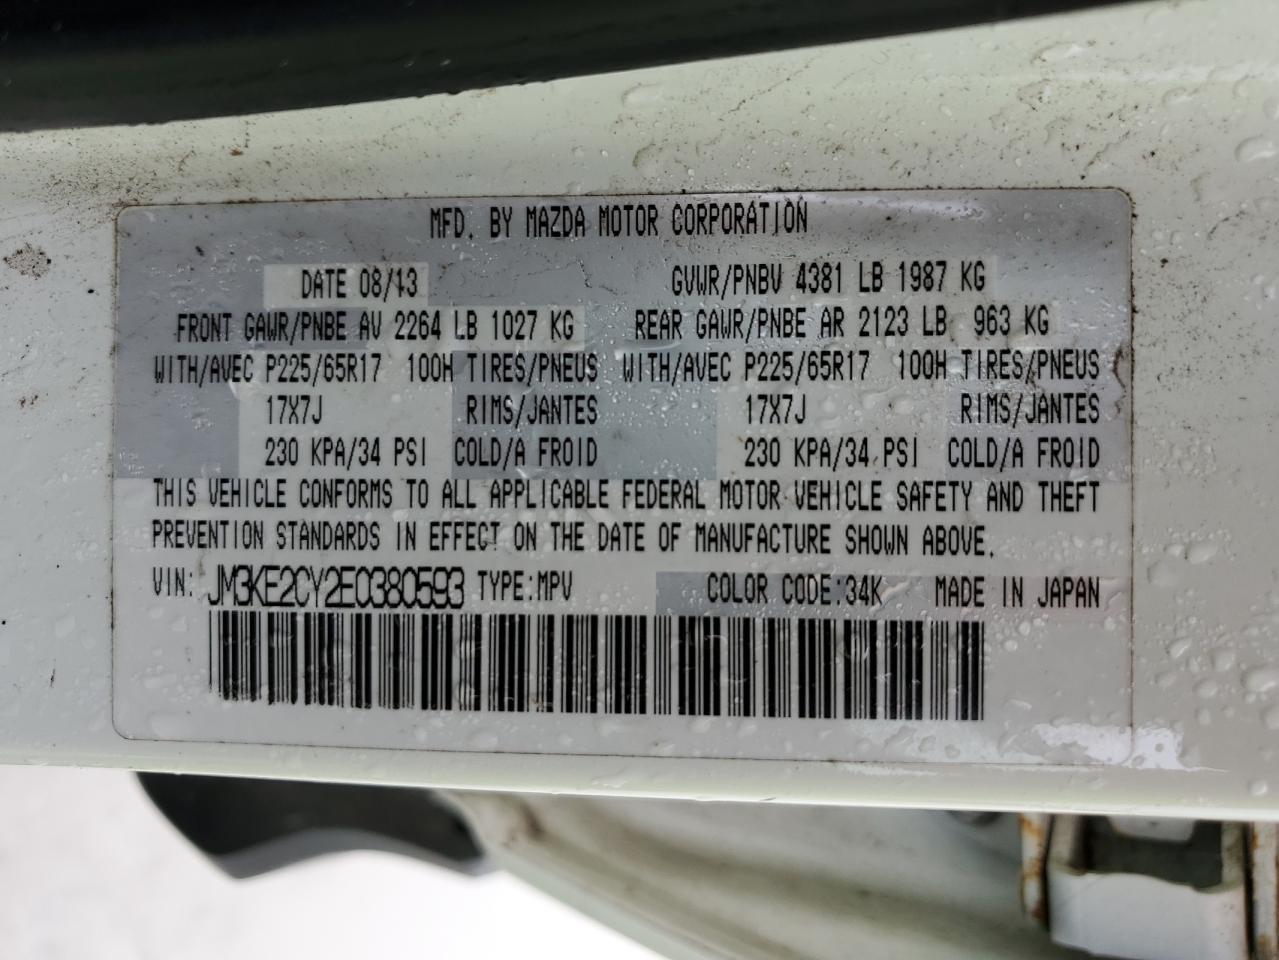 MFD. BY MAZDA MOTOR CORPORATION
DATE 08/13 GVWR/PNBV 4381 LB 1987 KG
FRONT GAWR/PNBE AV 2264 LB 1027 KG REAR GAWR/PNBE AR 2123 LB 963 KG
WITH/AVEC P225/65R17 100H TIRES/PNEUS WITH/AVEC P225/65R17 100H TIRES/PNEUS
17X7J RIMS/JANTES 17X7J RIMS/JANTES
230 KPA/34 PSI COLD/A FROID 230 KPA/34 PSI COLD/A FROID
THIS VEHICLE CONFORMS TO ALL APPLICABLE FEDERAL MOTOR VEHICLE SAFETY AND THEFT
PREVENTION STANDARDS IN EFFECT ON THE DATE OF MANUFACTURE SHOWN ABOVE.
VIN: JM3KE2CY2E0380593 TYPE:MPV COLOR CODE:34K MADE IN JAPAN